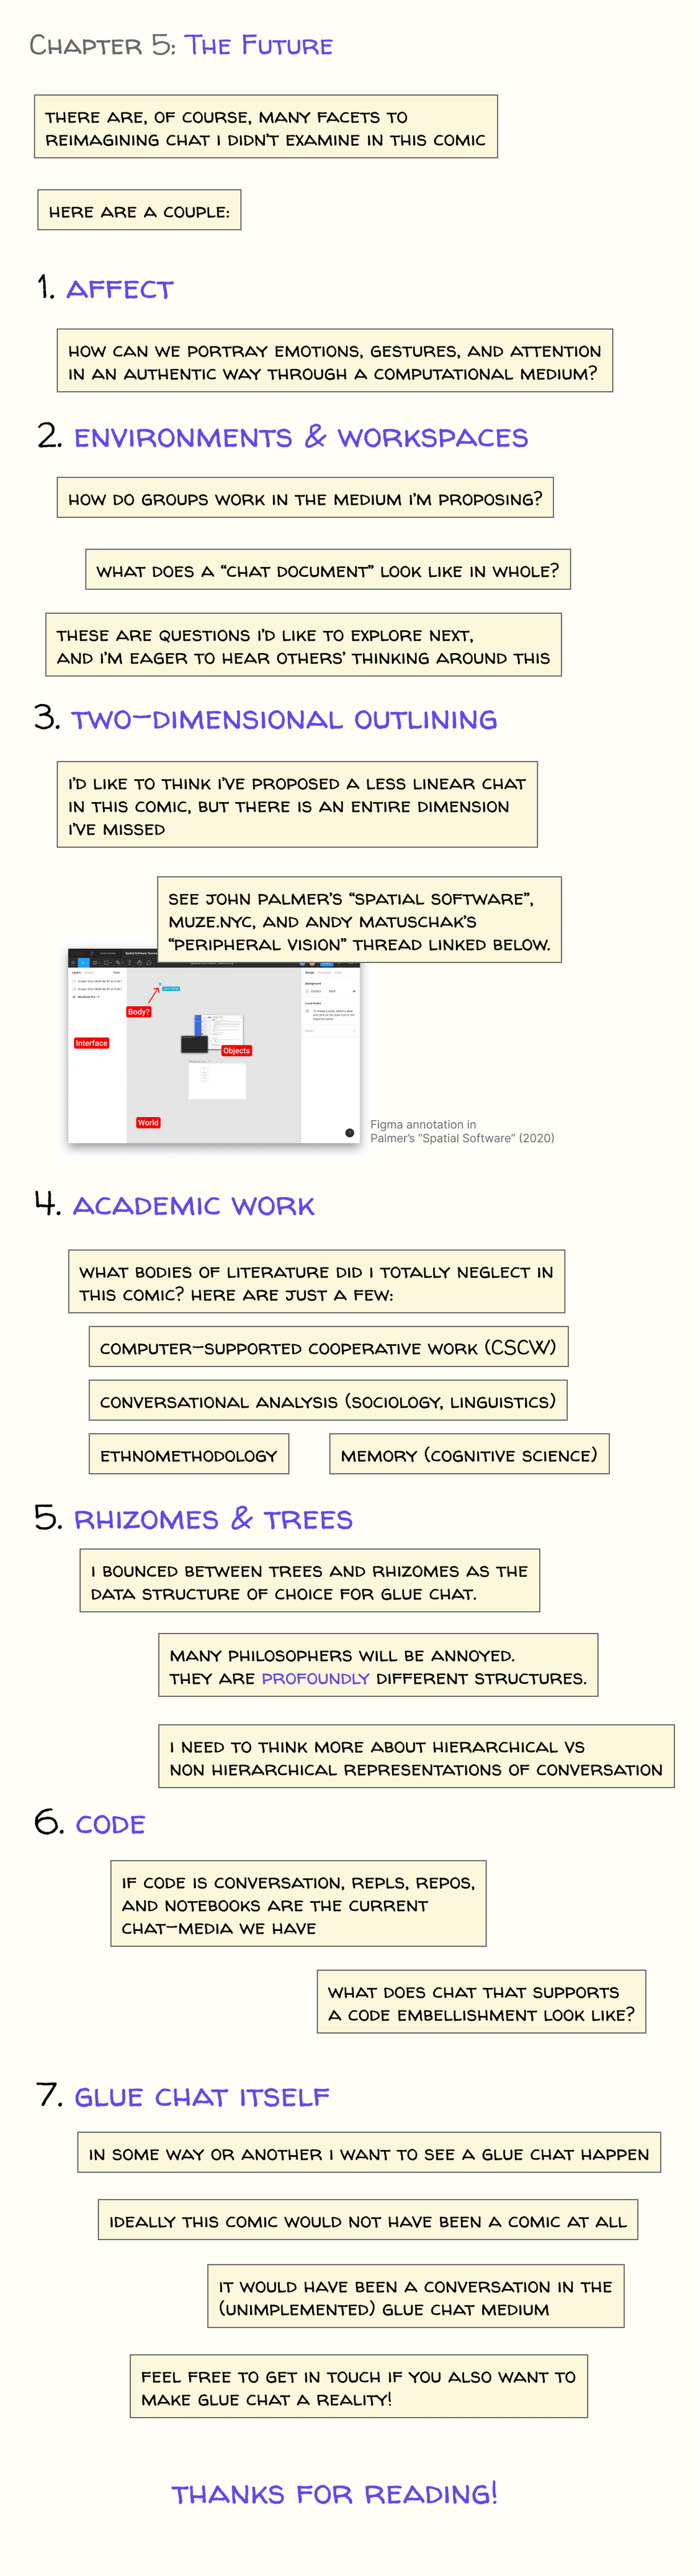 Chapter 5: The Future
THERE ARE, OF COURSE, MANY FACETS TO
REIMAGINING CHAT I DIDN'T EXAMINE IN THIS COMIC
HERE ARE A COUPLE:
1. AFFECT
HOW CAN WE PORTRAY EMOTIONS, GESTURES, AND ATTENTION
IN AN AUTHENTIC WAY THROUGH A COMPUTATIONAL MEDIUM?
2. ENVIRONMENTS & WORKSPACES
HOW DO GROUPS WORK IN THE MEDIUM I'M PROPOSING?
WHAT DOES A “CHAT DOCUMENT” LOOK LIKE IN WHOLE?
THESE ARE QUESTIONS I'D LIKE TO EXPLORE NEXT,
AND I'M EAGER TO HEAR OTHERS' THINKING AROUND THIS
3. TWO-DIMENSIONAL OUTLINING
I'D LIKE TO THINK I'VE PROPOSED A LESS LINEAR CHAT
IN THIS COMIC, BUT THERE IS AN ENTIRE DIMENSION
I'VE MISSED
SEE JOHN PALMER'S “SPATIAL SOFTWARE”,
MUZE.NYC, AND ANDY MATUSCHAK'S
“PERIPHERAL VISION” THREAD LINKED BELOW.
Body?
Interface
Objects
World
Figma annotation in
Palmer's “Spatial Software” (2020)
4. ACADEMIC WORK
WHAT BODIES OF LITERATURE DID I TOTALLY NEGLECT IN
THIS COMIC? HERE ARE JUST A FEW:
COMPUTER-SUPPORTED COOPERATIVE WORK (CSCW)
CONVERSATIONAL ANALYSIS (SOCIOLOGY, LINGUISTICS)
ETHNOMETHODOLOGY
MEMORY (COGNITIVE SCIENCE)
5. RHIZOMES & TREES
I BOUNCED BETWEEN TREES AND RHIZOMES AS THE
DATA STRUCTURE OF CHOICE FOR GLUE CHAT.
MANY PHILOSOPHERS WILL BE ANNOYED.
THEY ARE PROFOUNDLY DIFFERENT STRUCTURES.
I NEED TO THINK MORE ABOUT HIERARCHICAL VS
NON HIERARCHICAL REPRESENTATIONS OF CONVERSATION
6. CODE
IF CODE IS CONVERSATION, REPLS, REPOS,
AND NOTEBOOKS ARE THE CURRENT
CHAT-MEDIA WE HAVE
WHAT DOES CHAT THAT SUPPORTS
A CODE EMBELLISHMENT LOOK LIKE?
7. GLUE CHAT ITSELF
IN SOME WAY OR ANOTHER I WANT TO SEE A GLUE CHAT HAPPEN
IDEALLY THIS COMIC WOULD NOT HAVE BEEN A COMIC AT ALL
IT WOULD HAVE BEEN A CONVERSATION IN THE
(UNIMPLEMENTED) GLUE CHAT MEDIUM
FEEL FREE TO GET IN TOUCH IF YOU ALSO WANT TO
MAKE GLUE CHAT A REALITY!
THANKS FOR READING!